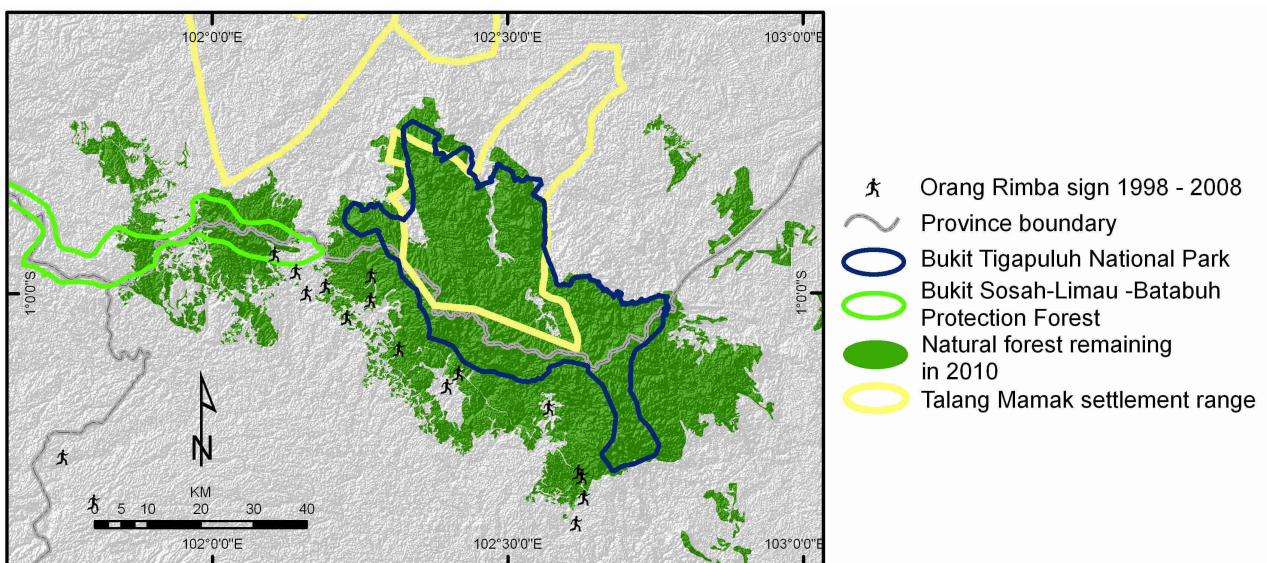 102°0'0"E
102°30'0"E
103°0'0"E
1°0'0"S
1°0'0"S
N
KM
0 5 10 20 30 40
102°0'0"E
102°30'0"E
103°0'0"E
Orang Rimba sign 1998 - 2008
Province boundary
Bukit Tigapuluh National Park
Bukit Sosah-Limau -Batabuh
Protection Forest
Natural forest remaining
in 2010
Talang Mamak settlement range